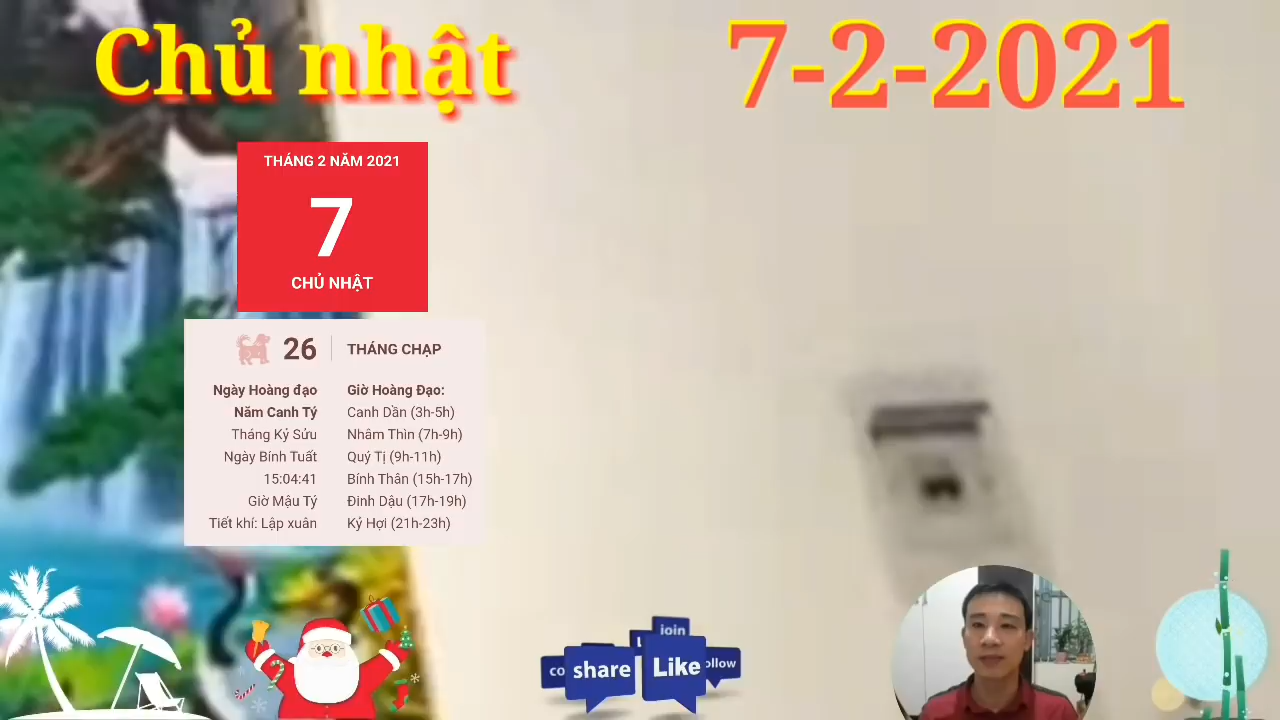 Chủ nhật
7-2-2021
THÁNG 2 NĂM 2021
7
CHỦ NHẬT
26
THÁNG CHẠP
Ngày Hoàng đạo
Năm Canh Tý
Tháng Kỷ Sửu
Ngày Bính Tuất
15:04:41
Giờ Mậu Tý
Tiết khí: Lập xuân
Giờ Hoàng Đạo:
Canh Dần (3h-5h)
Nhâm Thìn (7h-9h)
Quý Tị (9h-11h)
Bính Thân (15h-17h)
Đinh Dậu (17h-19h)
Kỷ Hợi (21h-23h)
join
co
share
Like
ollow